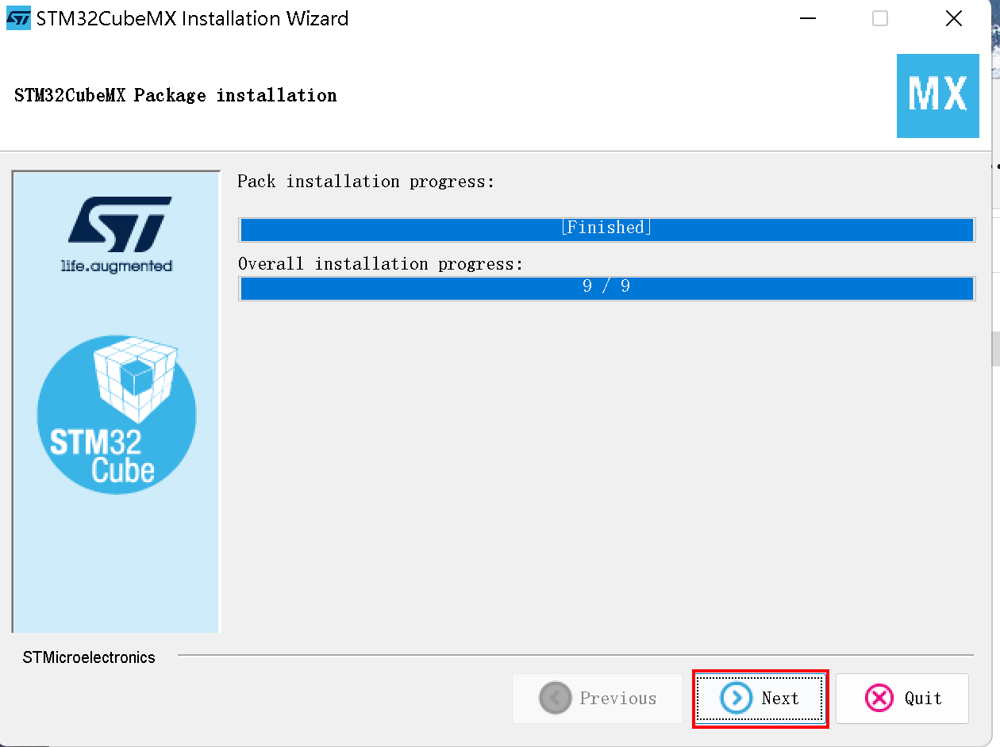 STM32CubeMX Installation Wizard
STM32CubeMX Package installation
MX
Pack installation progress:
[Finished]
Overall installation progress:
9 / 9
ST
life.augmented
STM32
Cube
STMicroelectronics
Previous
Next
Quit